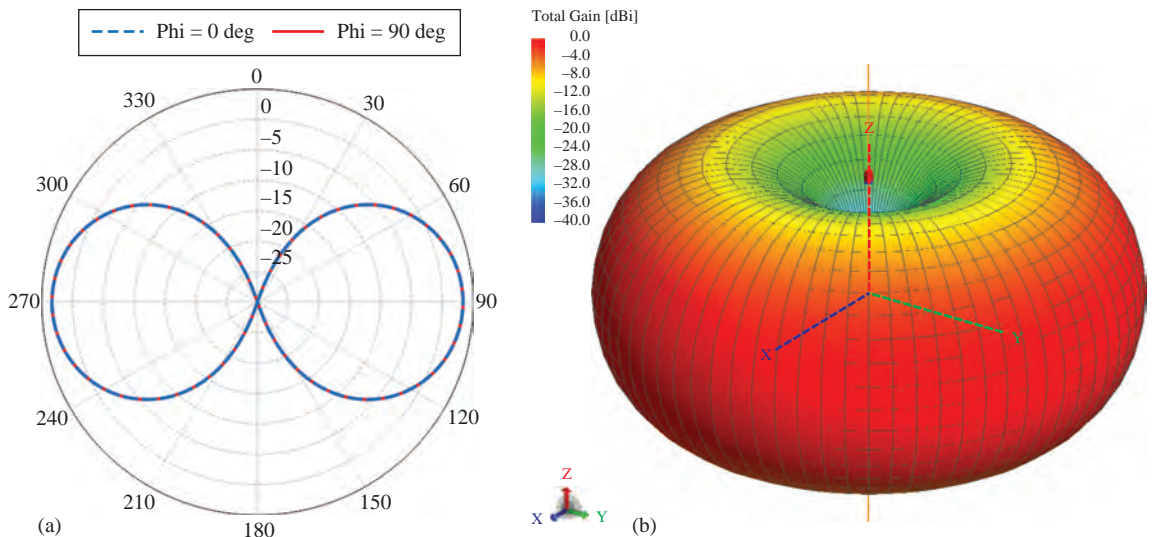 Phi = 0 deg
Phi = 90 deg
0
330
30
300
60
270
90
240
120
210
150
180
0
–5
–10
–15
–20
–25
(a)
Total Gain [dBi]
0.0
–4.0
–8.0
–12.0
–16.0
–20.0
–24.0
–28.0
–32.0
–36.0
–40.0
Z
X
Y
Z
X
Y
(b)